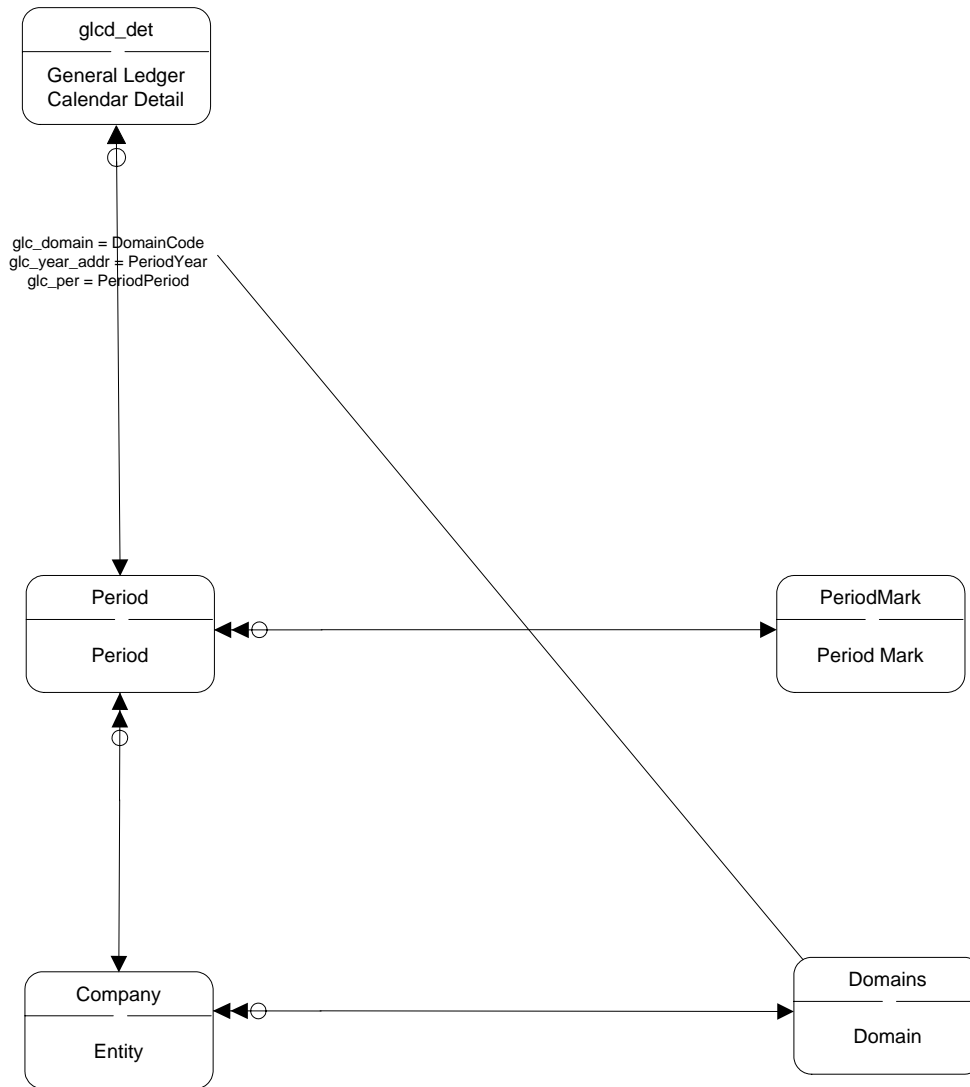 glcd_det
General Ledger
Calendar Detail
glc_domain = DomainCode
glc_year_addr = PeriodYear
glc_per = PeriodPeriod
Period
Period
PeriodMark
Period Mark
Company
Entity
Domains
Domain